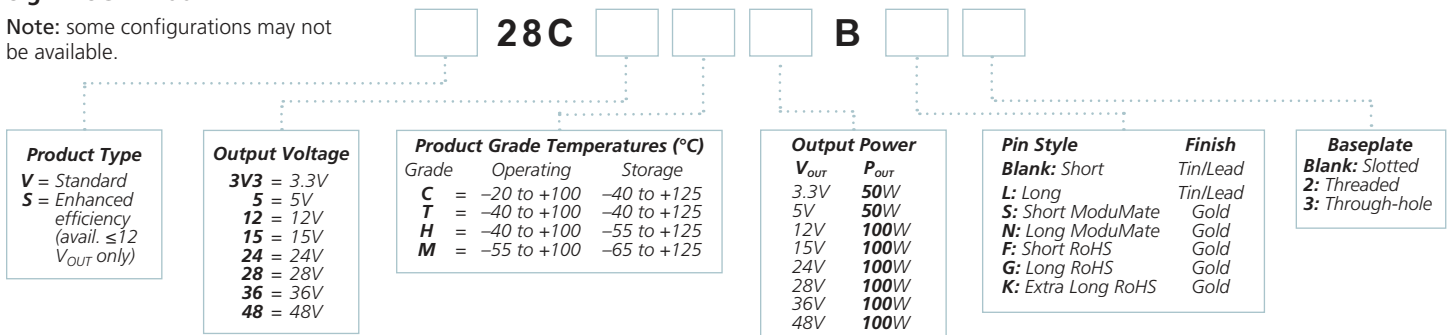 Note: some configurations may not
be available.
28C B
Product Type
V = Standard
S = Enhanced
efficiency
(avail. ≤12
VOUT only)
Output Voltage
3V3 = 3.3V
5 = 5V
12 = 12V
15 = 15V
24 = 24V
28 = 28V
36 = 36V
48 = 48V
Product Grade Temperatures (°C)
Grade Operating Storage
C = –20 to +100 –40 to +125
T = –40 to +100 –40 to +125
H = –40 to +100 –55 to +125
M = –55 to +100 –65 to +125
Output Power
VOUT POUT
3.3V 50W
5V 50W
12V 100W
15V 100W
24V 100W
28V 100W
36V 100W
48V 100W
Pin Style Finish
Blank: Short Tin/Lead
L: Long Tin/Lead
S: Short ModuMate Gold
N: Long ModuMate Gold
F: Short RoHS Gold
G: Long RoHS Gold
K: Extra Long RoHS Gold
Baseplate
Blank: Slotted
2: Threaded
3: Through-hole